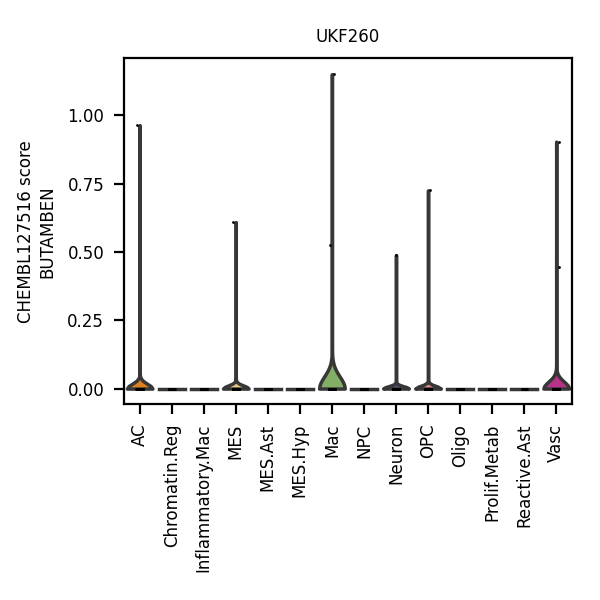 UKF260
CHEMBL127516 score
BUTAMBEN
1.00
0.75
0.50
0.25
0.00
AC
Chromatin.Reg
Inflammatory.Mac
MES
MES.Ast
MES.Hyp
Mac
NPC
Neuron
OPC
Oligo
Prolif.Metab
Reactive.Ast
Vasc